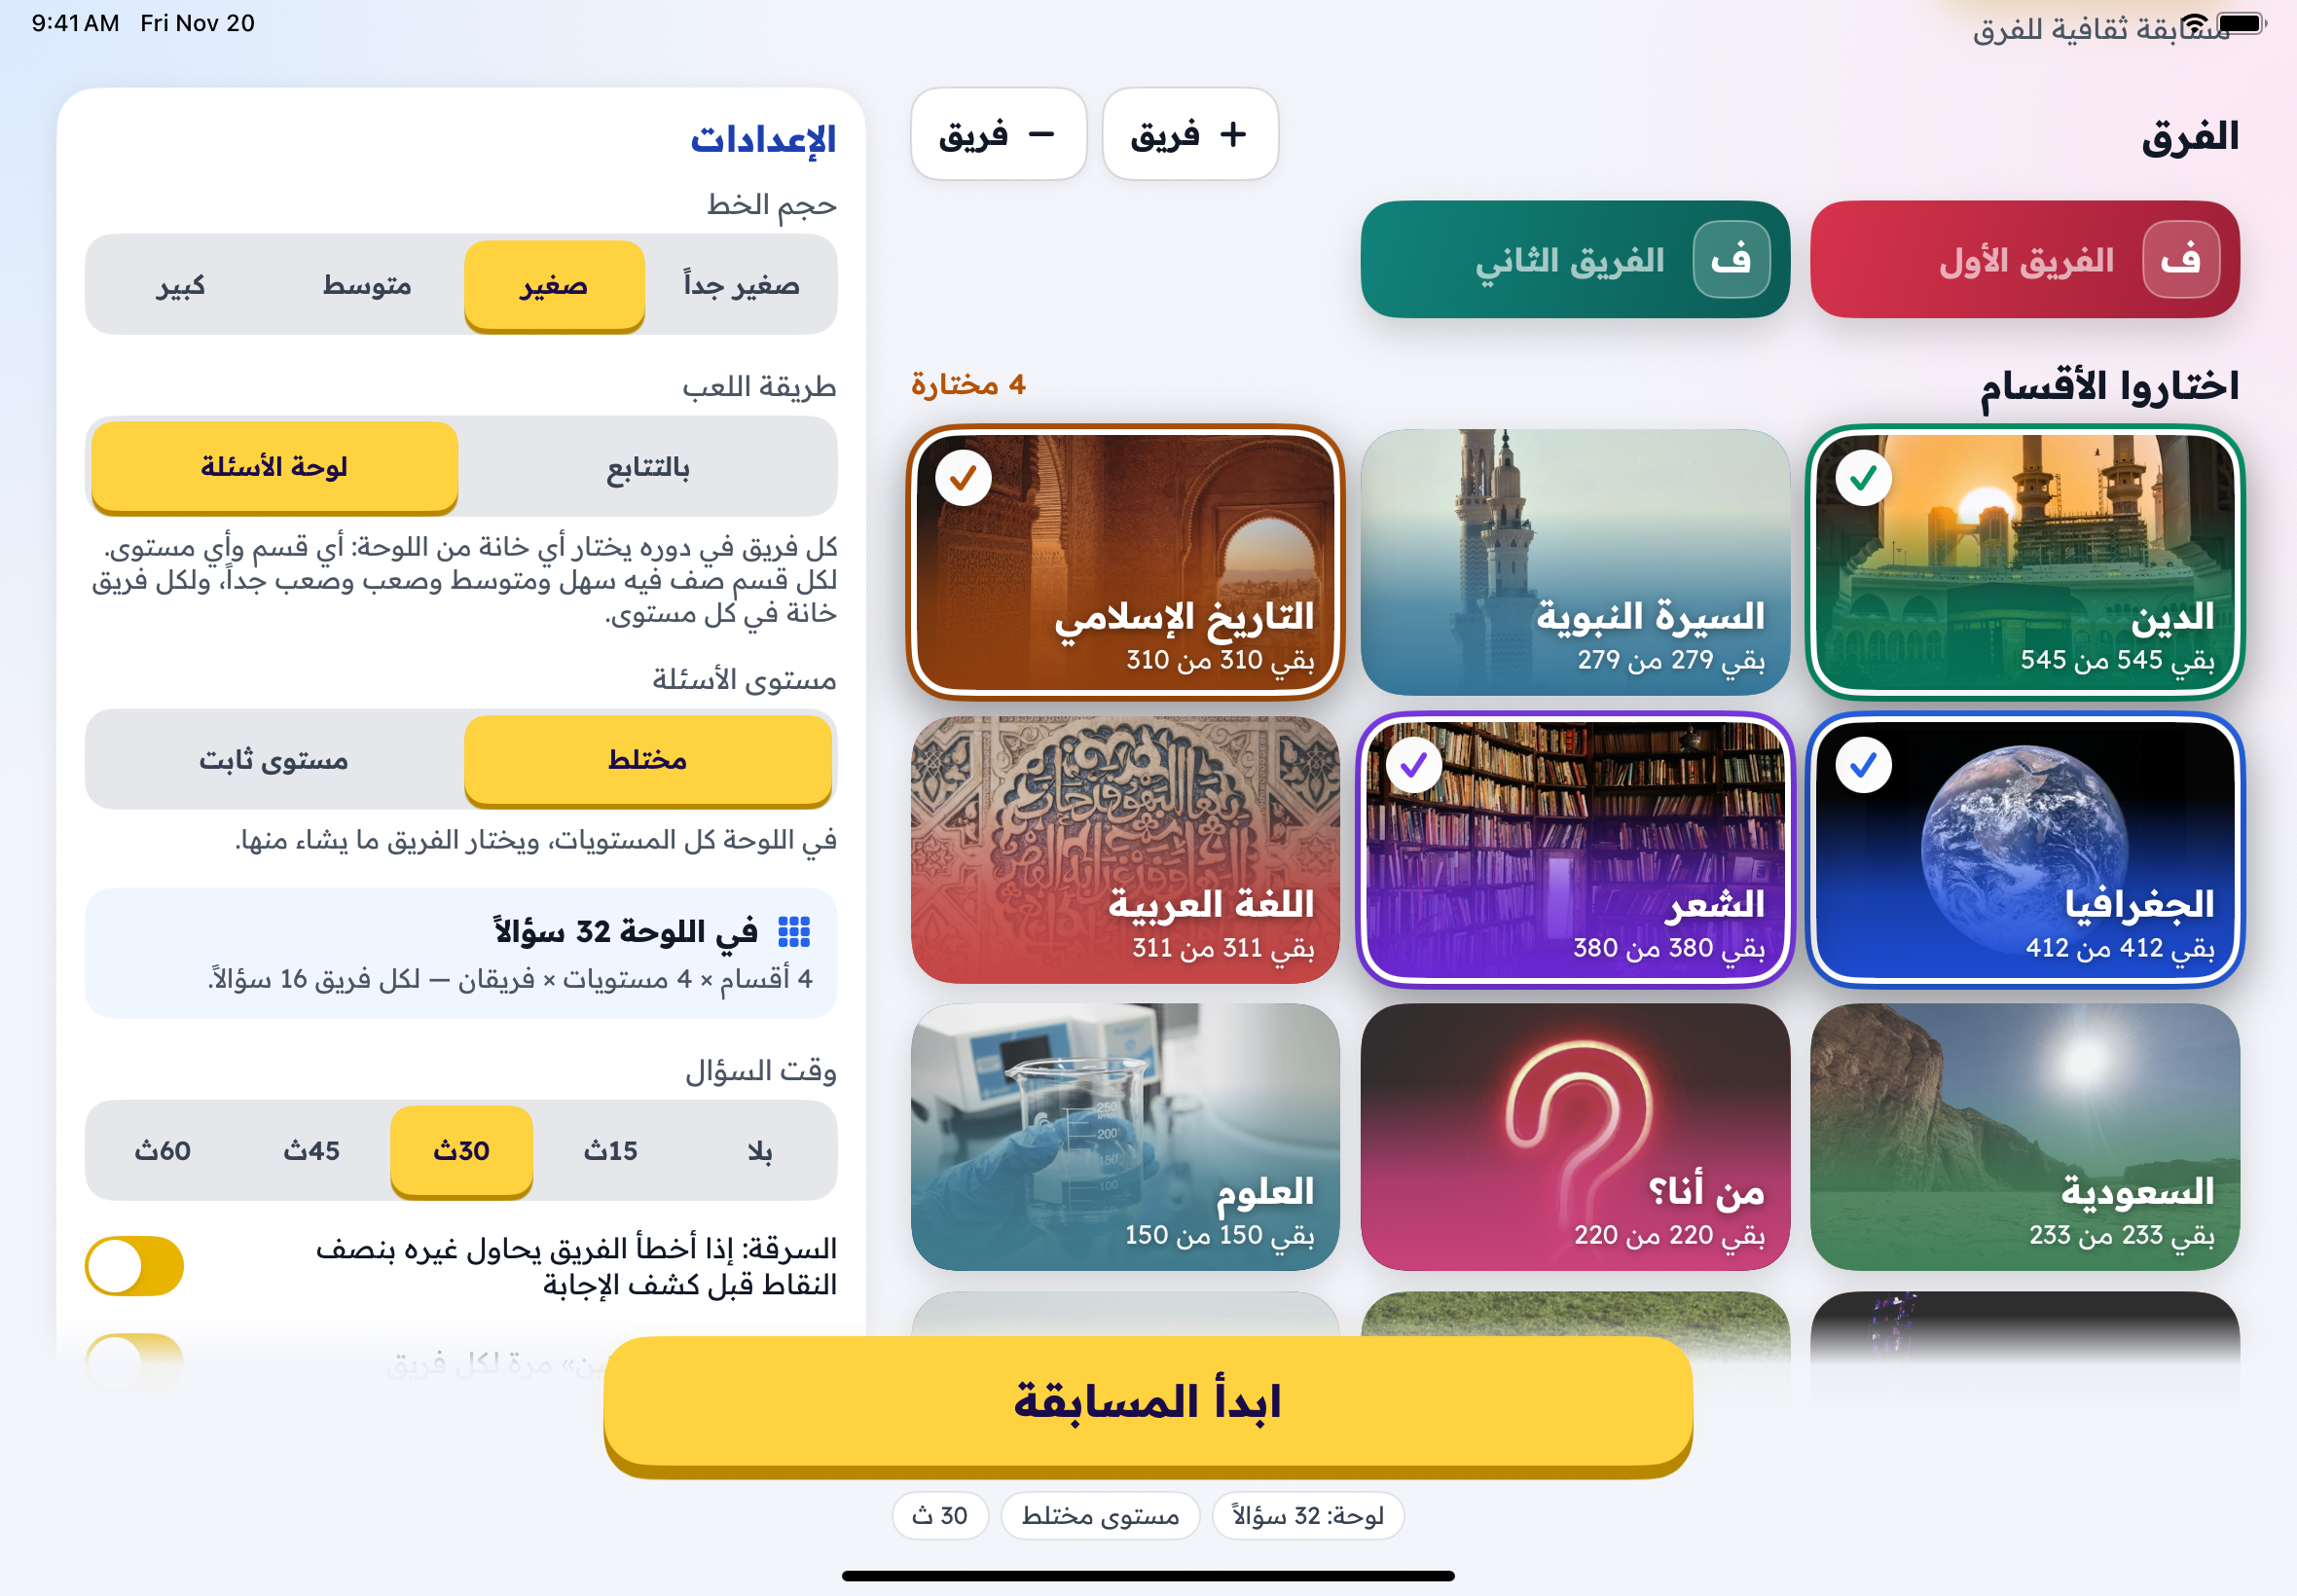 9:41 AM Fri Nov 20
مسابقة ثقافية للفرق
الفرق
+ فريق
− فريق
ف الفريق الأول
ف الفريق الثاني
اختاروا الأقسام
4 مختارة
الدين
بقي 545 من 545
السيرة النبوية
بقي 279 من 279
التاريخ الإسلامي
بقي 310 من 310
الجغرافيا
بقي 412 من 412
الشعر
بقي 380 من 380
اللغة العربية
بقي 311 من 311
السعودية
بقي 233 من 233
من أنا؟
بقي 220 من 220
العلوم
بقي 150 من 150
الإعدادات
حجم الخط
صغير جداً
صغير
متوسط
كبير
طريقة اللعب
بالتتابع
لوحة الأسئلة
كل فريق في دوره يختار أي خانة من اللوحة: أي قسم وأي مستوى.
لكل قسم صف فيه سهل ومتوسط وصعب وصعب جداً، ولكل فريق
خانة في كل مستوى.
مستوى الأسئلة
مختلط
مستوى ثابت
في اللوحة كل المستويات، ويختار الفريق ما يشاء منها.
في اللوحة 32 سؤالاً
4 أقسام × 4 مستويات × فريقان — لكل فريق 16 سؤالاً.
وقت السؤال
بلا
15ث
30ث
45ث
60ث
السرقة: إذا أخطأ الفريق يحاول غيره بنصف
النقاط قبل كشف الإجابة
مرة لكل فريق
ابدأ المسابقة
لوحة: 32 سؤالاً
مستوى مختلط
30 ث